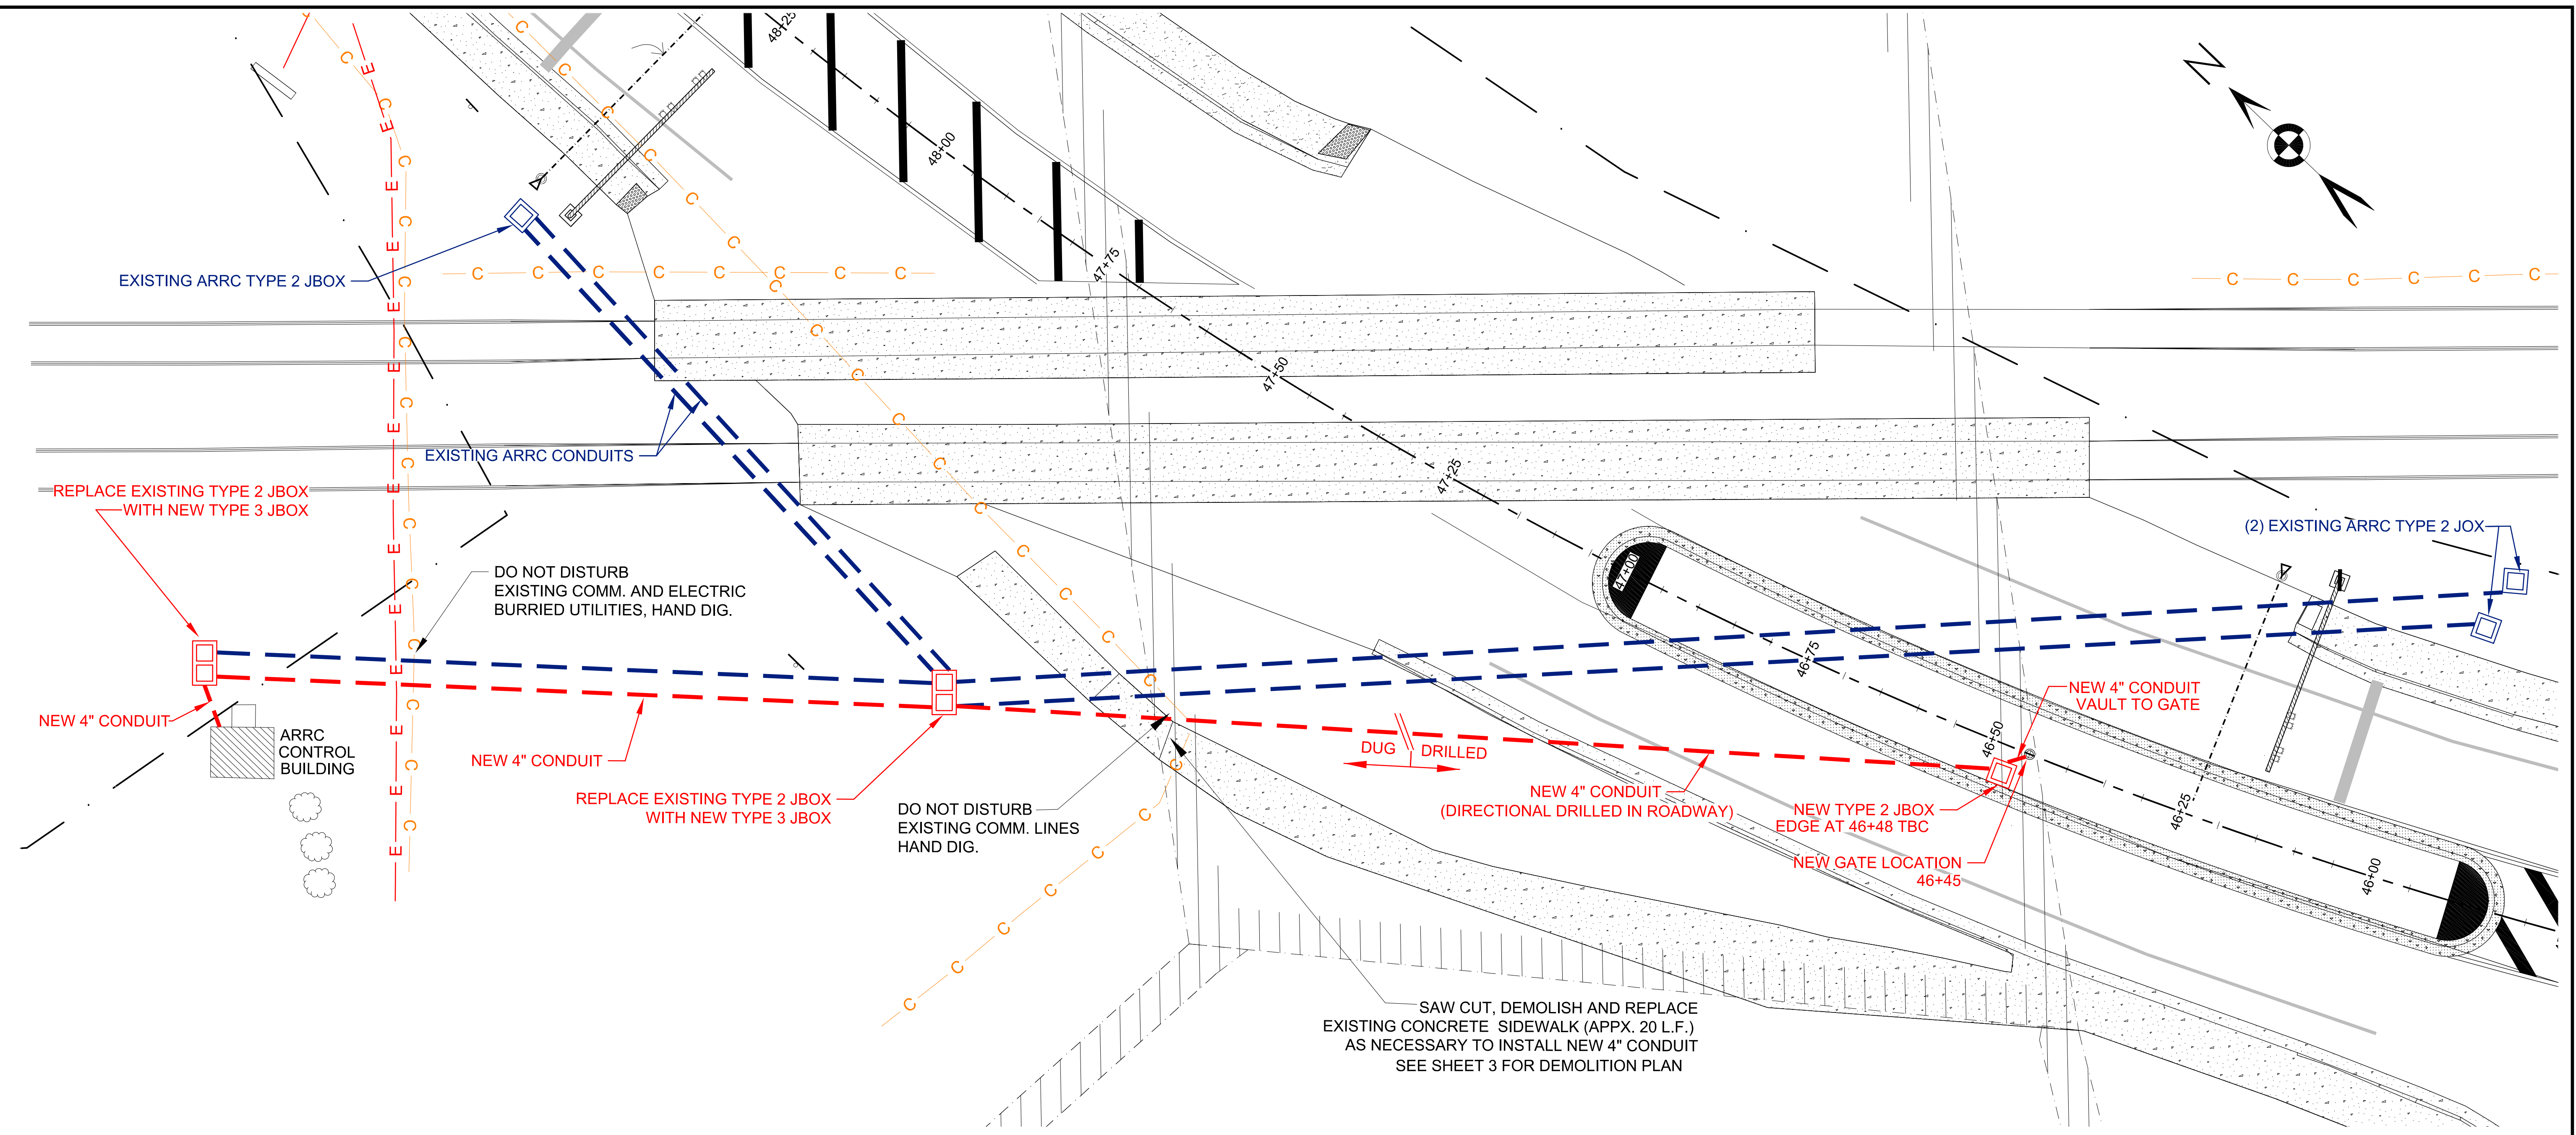 48+25
48+00
47+75
47+50
47+25
47+00
46+75
46+50
46+25
46+00
N
EXISTING ARRC TYPE 2 JBOX
EXISTING ARRC CONDUITS
REPLACE EXISTING TYPE 2 JBOX
WITH NEW TYPE 3 JBOX
DO NOT DISTURB
EXISTING COMM. AND ELECTRIC
BURRIED UTILITIES, HAND DIG.
(2) EXISTING ARRC TYPE 2 JOX
NEW 4" CONDUIT
ARRC
CONTROL
BUILDING
NEW 4" CONDUIT
REPLACE EXISTING TYPE 2 JBOX
WITH NEW TYPE 3 JBOX
DO NOT DISTURB
EXISTING COMM. LINES
HAND DIG.
DUG
DRILLED
NEW 4" CONDUIT
(DIRECTIONAL DRILLED IN ROADWAY)
NEW 4" CONDUIT
VAULT TO GATE
NEW TYPE 2 JBOX
EDGE AT 46+48 TBC
NEW GATE LOCATION
46+45
SAW CUT, DEMOLISH AND REPLACE
EXISTING CONCRETE SIDEWALK (APPX. 20 L.F.)
AS NECESSARY TO INSTALL NEW 4" CONDUIT
SEE SHEET 3 FOR DEMOLITION PLAN
C C C C C C C C
C C C C C C
E E E E E E E E E E E E E E